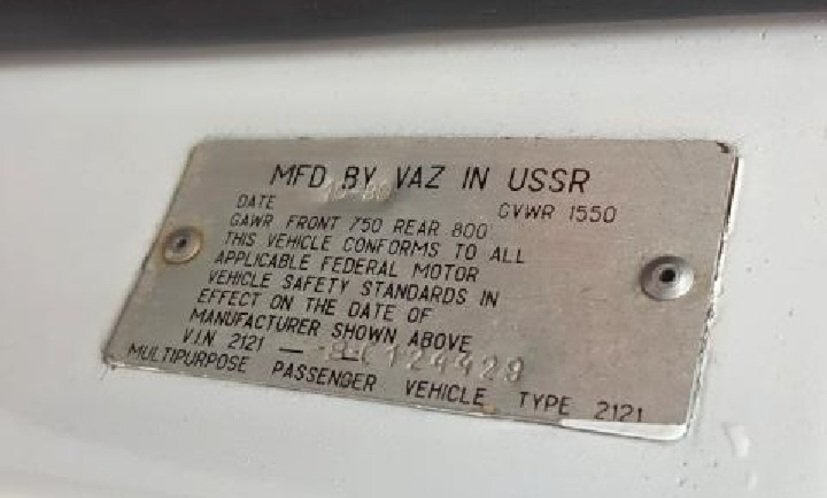 MFD BY VAZ IN USSR
DATE GVWR 1550
GAWR FRONT 750 REAR 800
THIS VEHICLE CONFORMS TO ALL
APPLICABLE FEDERAL MOTOR
VEHICLE SAFETY STANDARDS IN
EFFECT ON THE DATE OF
MANUFACTURER SHOWN ABOVE
VIN 2121 —
MULTIPURPOSE PASSENGER VEHICLE TYPE 2121